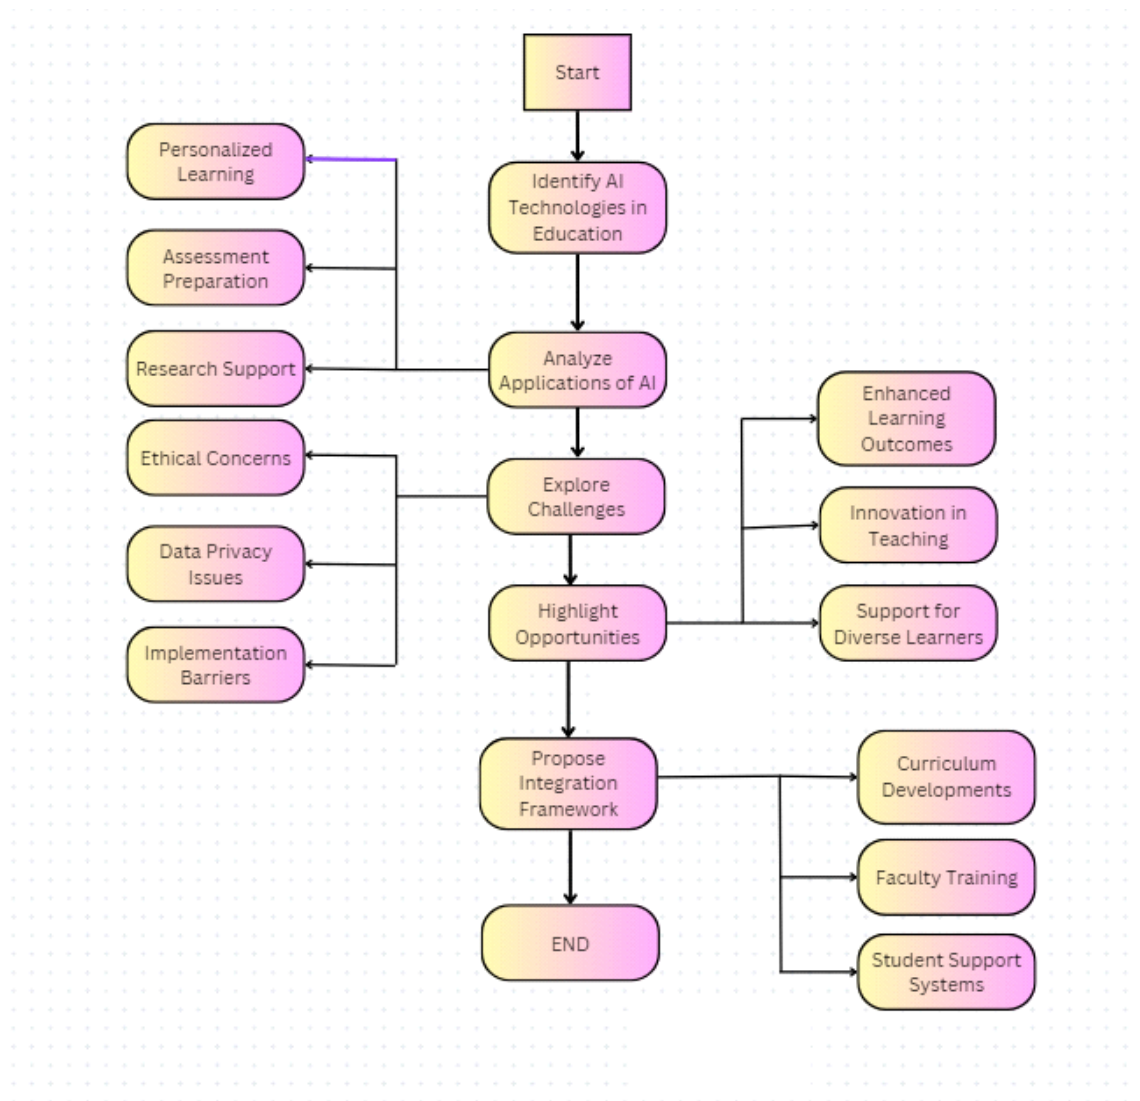 Start
Identify AI
Technologies in
Education
Personalized
Learning
Assessment
Preparation
Research Support
Analyze
Applications of AI
Ethical Concerns
Data Privacy
Issues
Implementation
Barriers
Explore
Challenges
Enhanced
Learning
Outcomes
Innovation in
Teaching
Support for
Diverse Learners
Highlight
Opportunities
Propose
Integration
Framework
Curriculum
Developments
Faculty Training
Student Support
Systems
END